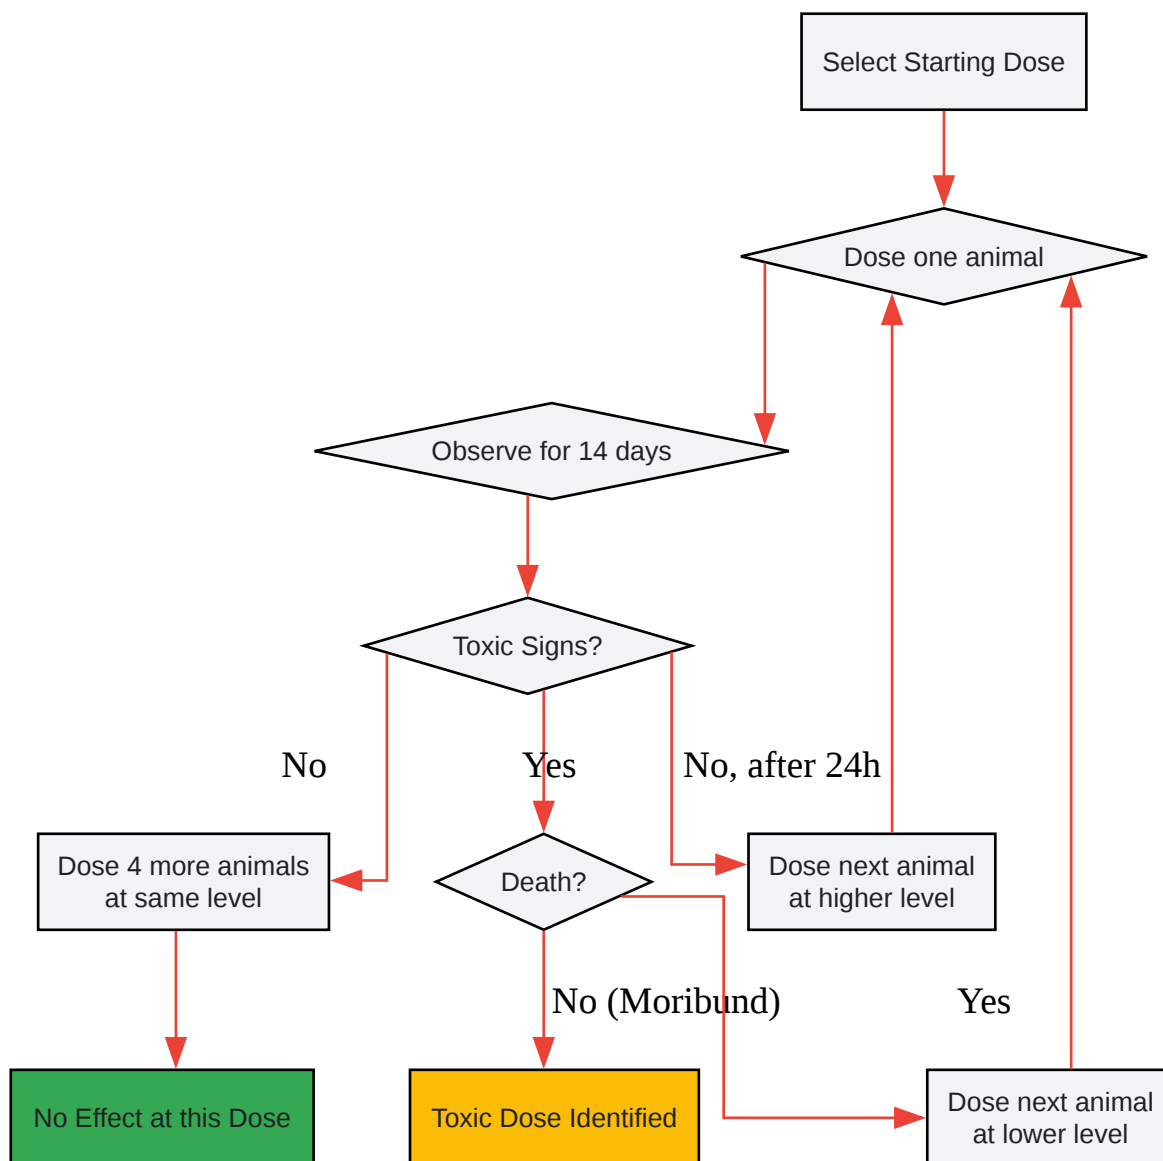 Select Starting Dose
Dose one animal
Observe for 14 days
Toxic Signs?
No
Yes
No, after 24h
Dose 4 more animals
at same level
Death?
Dose next animal
at higher level
No (Moribund)
Yes
No Effect at this Dose
Toxic Dose Identified
Dose next animal
at lower level